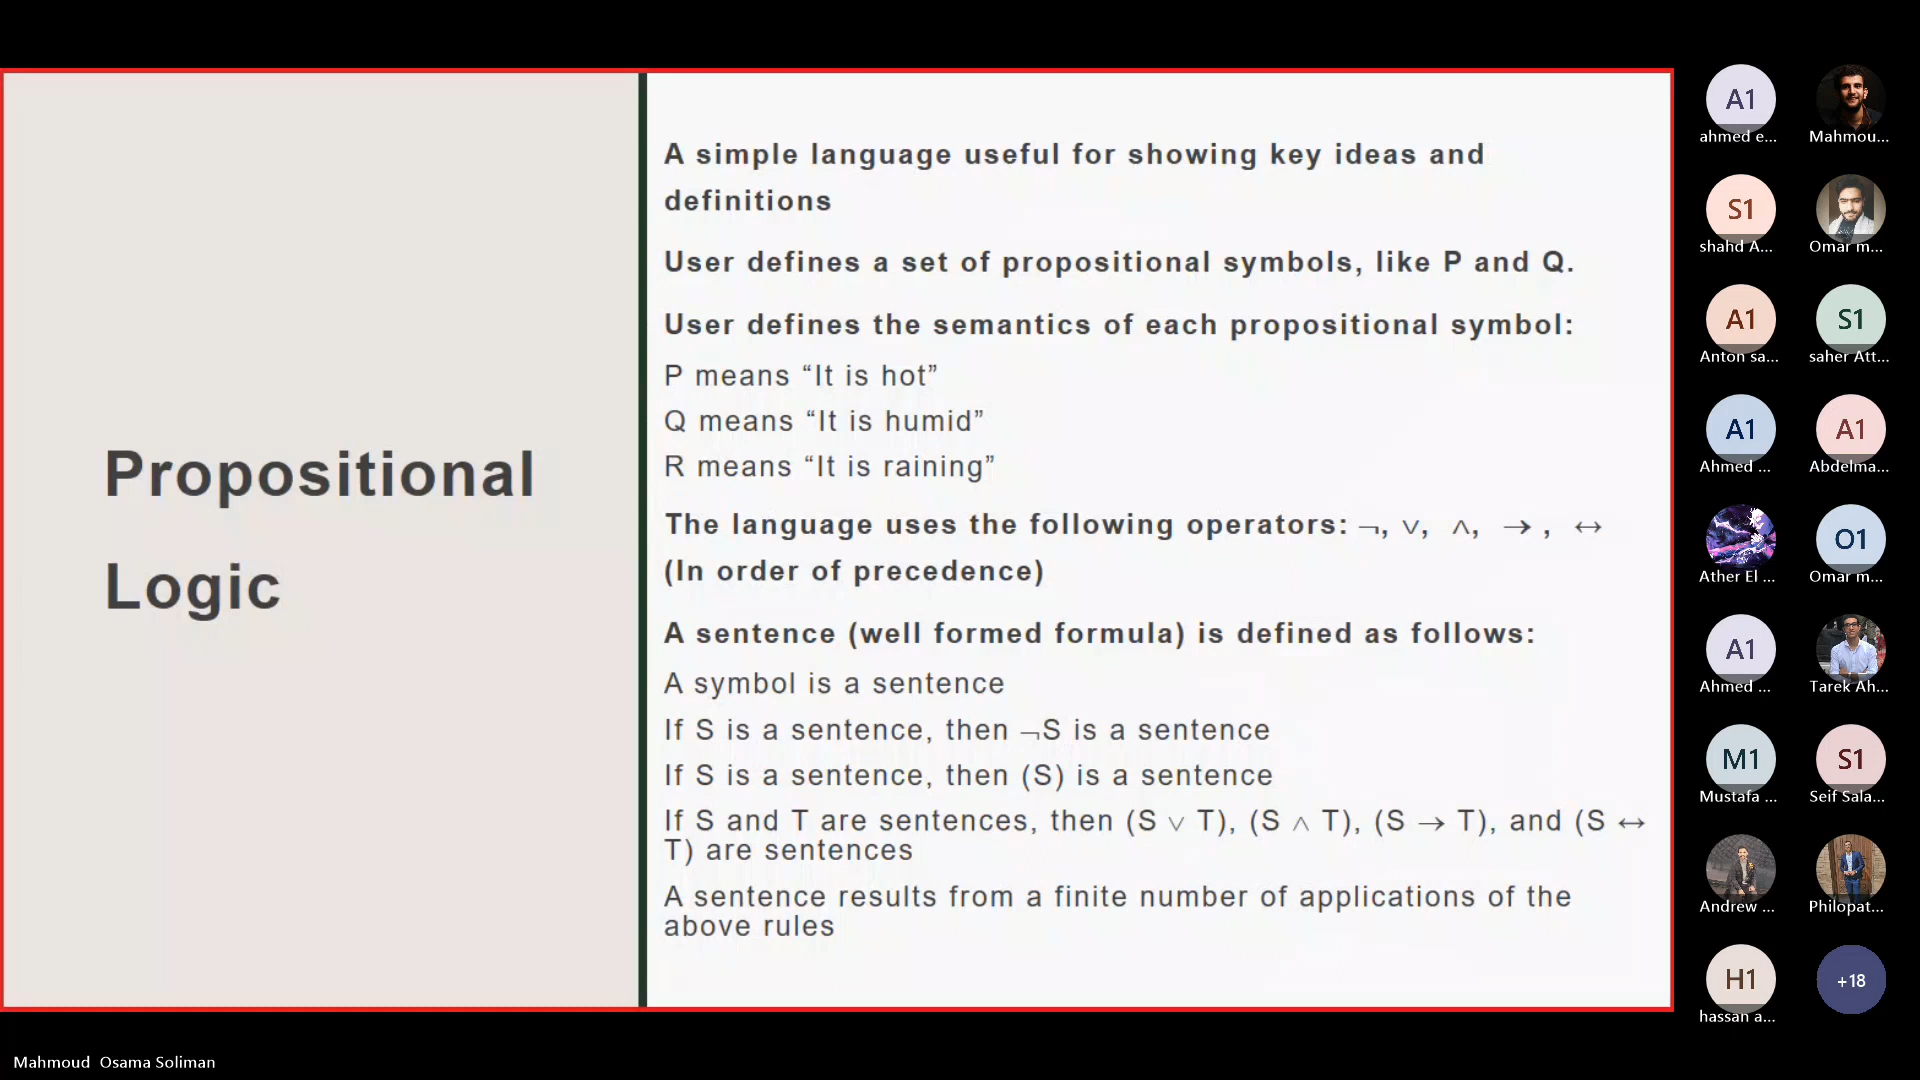 Propositional
Logic
A simple language useful for showing key ideas and
definitions
User defines a set of propositional symbols, like P and Q.
User defines the semantics of each propositional symbol:
P means “It is hot”
Q means “It is humid”
R means “It is raining”
The language uses the following operators: ¬, ∨, ∧, → , ↔
(In order of precedence)
A sentence (well formed formula) is defined as follows:
A symbol is a sentence
If S is a sentence, then ¬S is a sentence
If S is a sentence, then (S) is a sentence
If S and T are sentences, then (S ∨ T), (S ∧ T), (S → T), and (S ↔
T) are sentences
A sentence results from a finite number of applications of the
above rules
A1
ahmed e...
Mahmou...
S1
shahd A...
Omar m...
A1
Anton sa...
S1
saher Att...
A1
Ahmed ...
A1
Abdelma...
Ather El ...
O1
Omar m...
A1
Ahmed ...
Tarek Ah...
M1
Mustafa ...
S1
Seif Sala...
Andrew ...
Philopat...
H1
hassan a...
+18
Mahmoud Osama Soliman